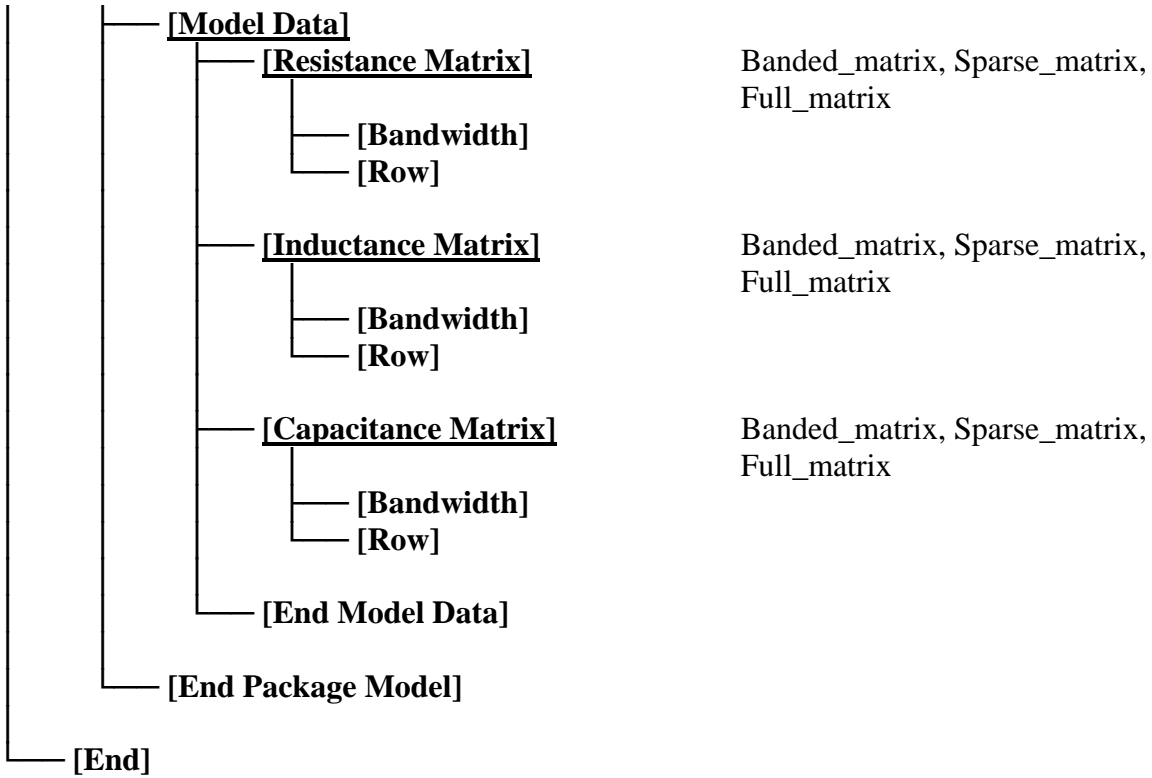 [Model Data]
[Resistance Matrix] Banded_matrix, Sparse_matrix,
Full_matrix
[Bandwidth]
[Row]
[Inductance Matrix] Banded_matrix, Sparse_matrix,
Full_matrix
[Bandwidth]
[Row]
[Capacitance Matrix] Banded_matrix, Sparse_matrix,
Full_matrix
[Bandwidth]
[Row]
[End Model Data]
[End Package Model]
[End]